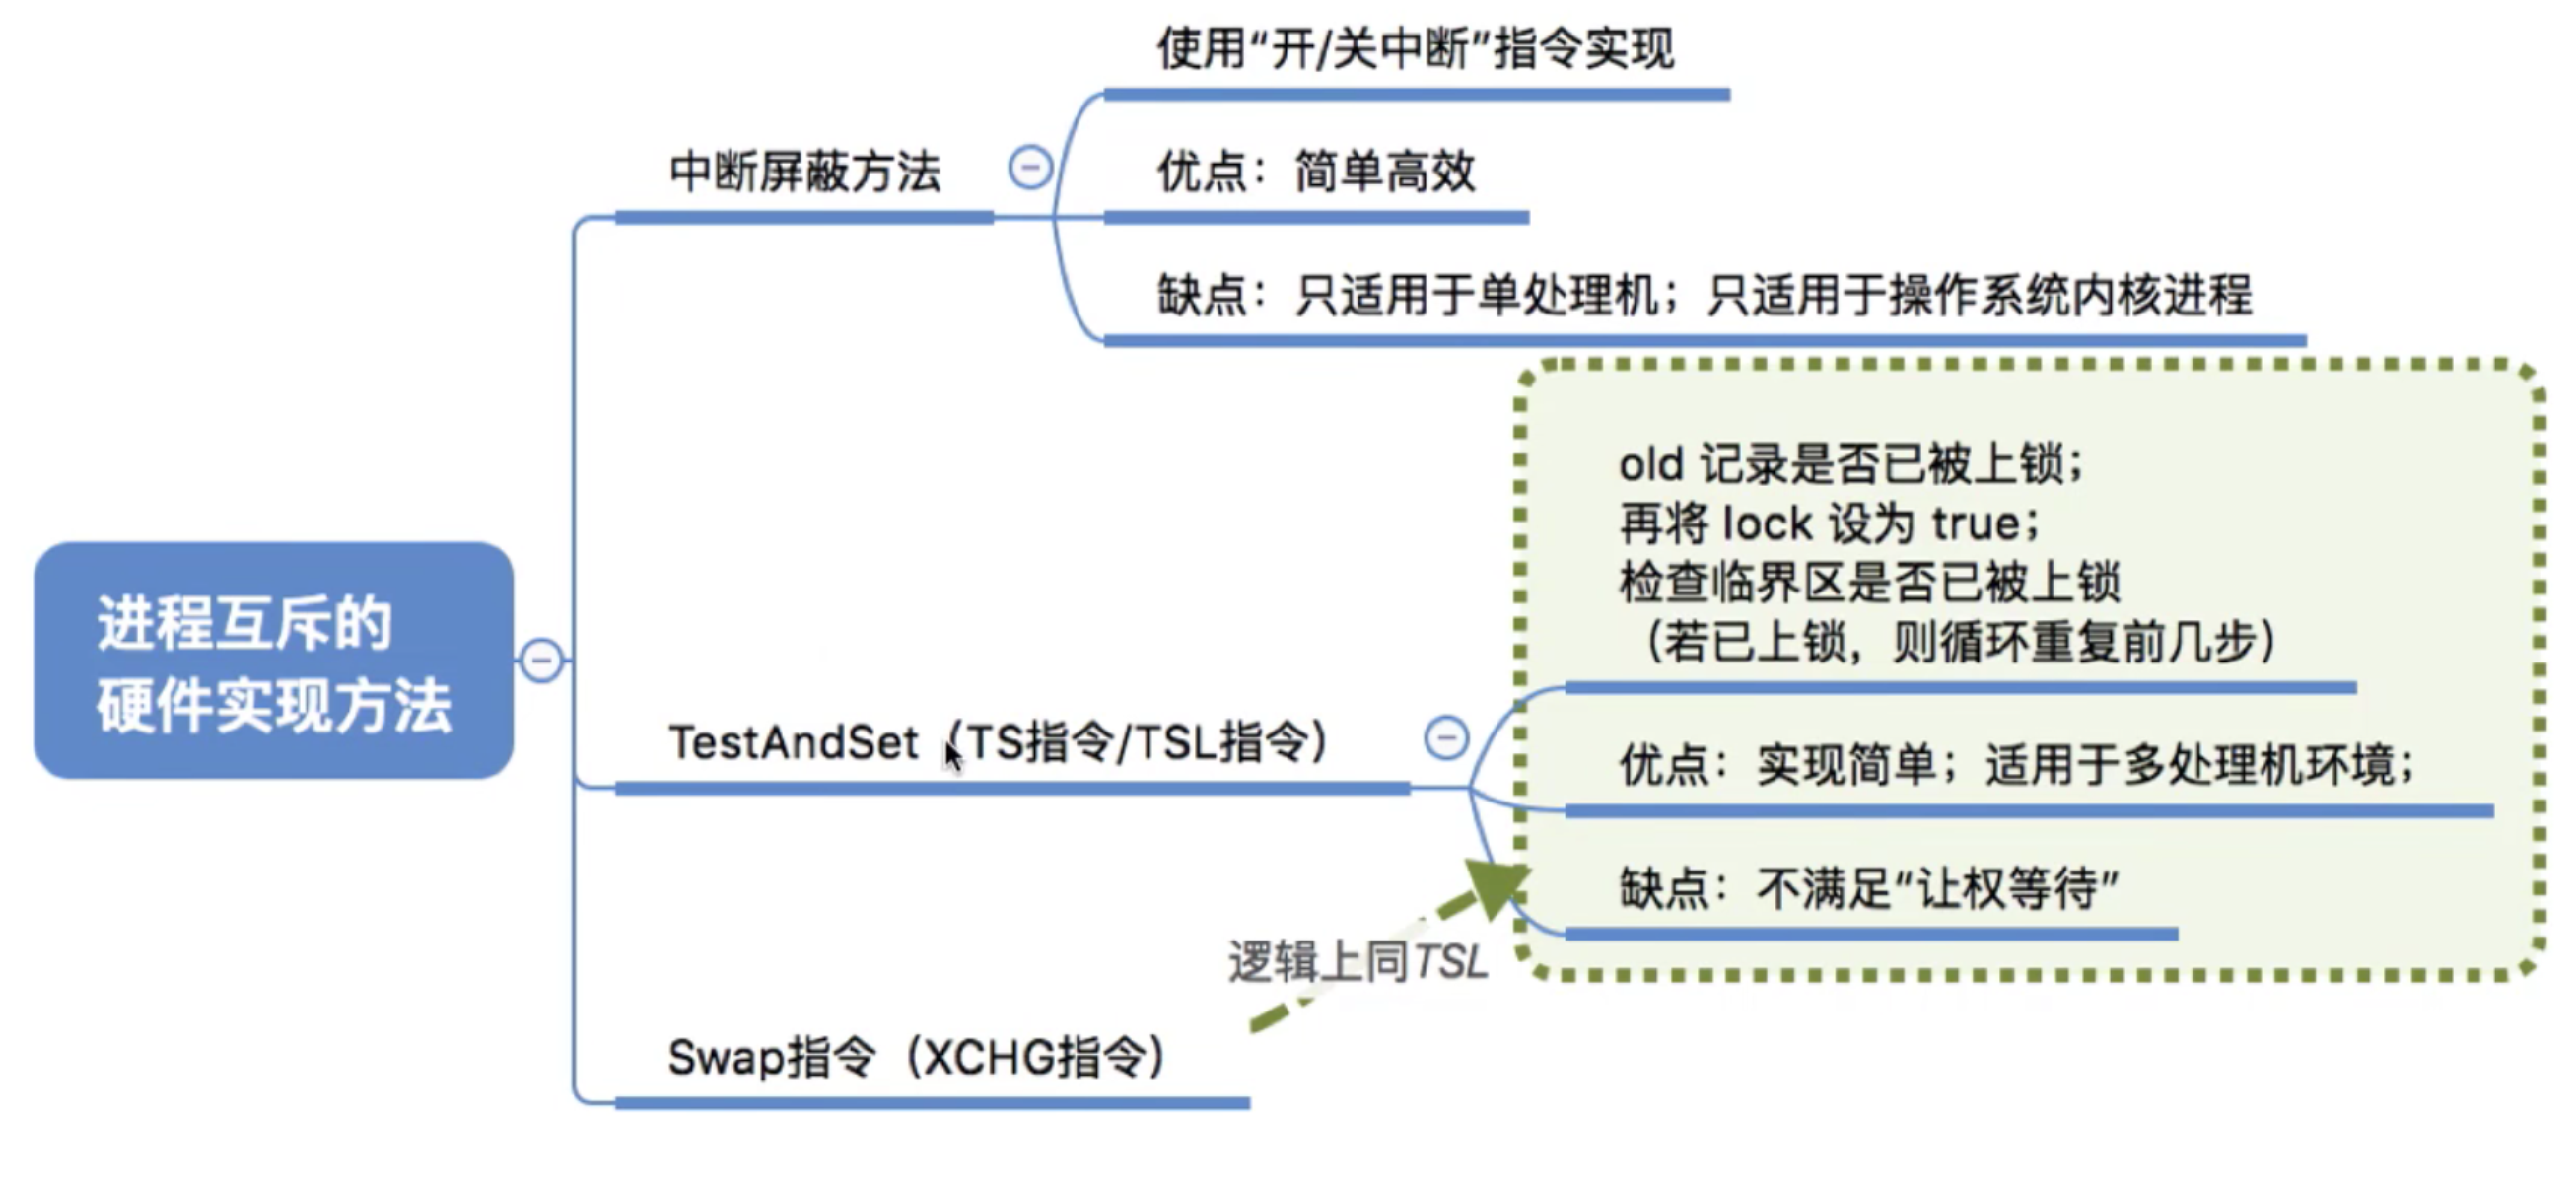 使用“开/关中断”指令实现
中断屏蔽方法
优点：简单高效
缺点：只适用于单处理机；只适用于操作系统内核进程
进程互斥的
硬件实现方法
TestAndSet（TS指令/TSL指令）
old 记录是否已被上锁；
再将 lock 设为 true；
检查临界区是否已被上锁
（若已上锁，则循环重复前几步）
优点：实现简单；适用于多处理机环境；
缺点：不满足“让权等待”
逻辑上同TSL
Swap指令（XCHG指令）